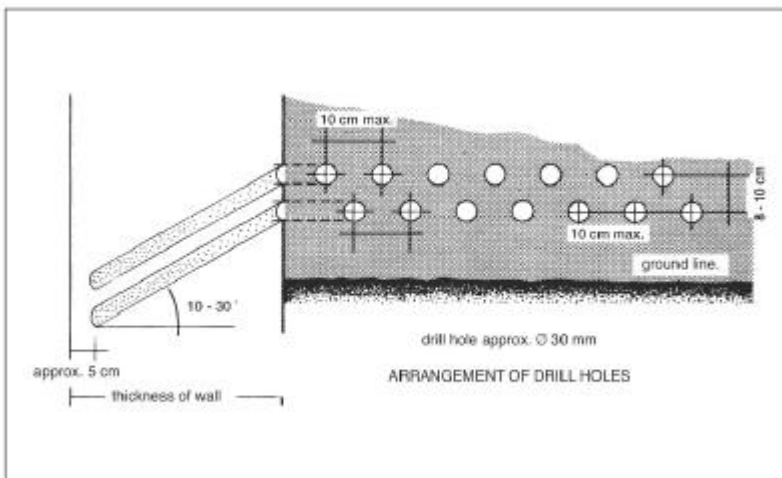 10 cm max.
8 - 10 cm
10 cm max.
ground line.
10 - 30°
drill hole approx. Ø 30 mm
approx. 5 cm
ARRANGEMENT OF DRILL HOLES
thickness of wall